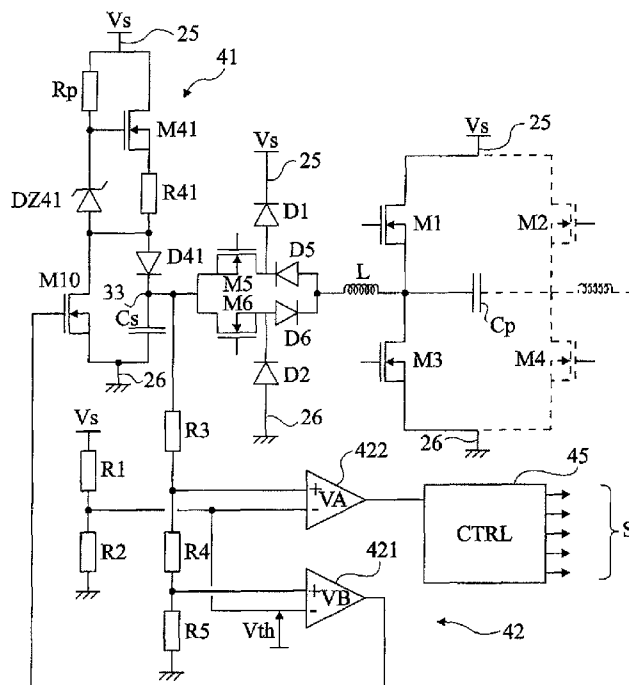 Vs
25
41
Rp
M41
Vs
25
Vs
25
DZ41
R41
D1
M1
M2
D41
D5
L
M10
33
M5
M6
Cs
D6
Cp
M3
M4
26
D2
Vs
R3
26
26
422
45
R1
+
VA
-
CTRL
S
R2
R4
421
+
VB
-
R5
Vth
42